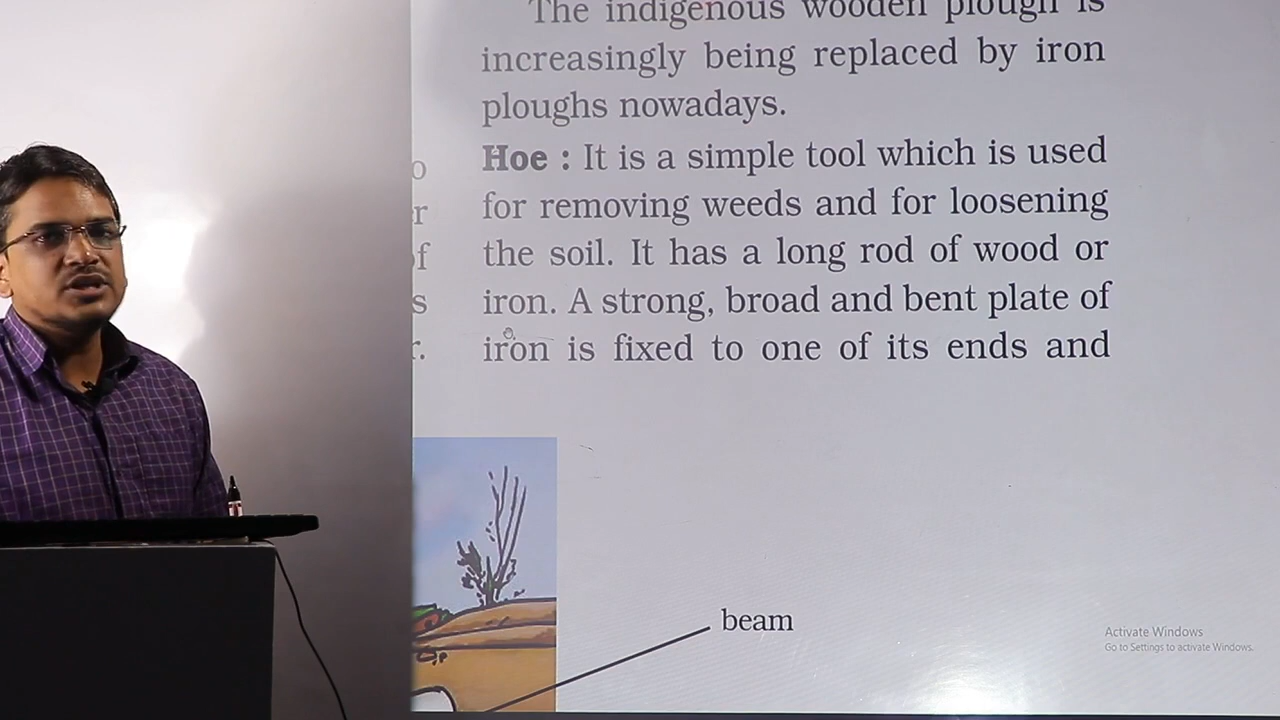 The indigenous wooden plough is
increasingly being replaced by iron
ploughs nowadays.
Hoe : It is a simple tool which is used
for removing weeds and for loosening
the soil. It has a long rod of wood or
iron. A strong, broad and bent plate of
iron is fixed to one of its ends and
beam
Activate Windows
Go to Settings to activate Windows.